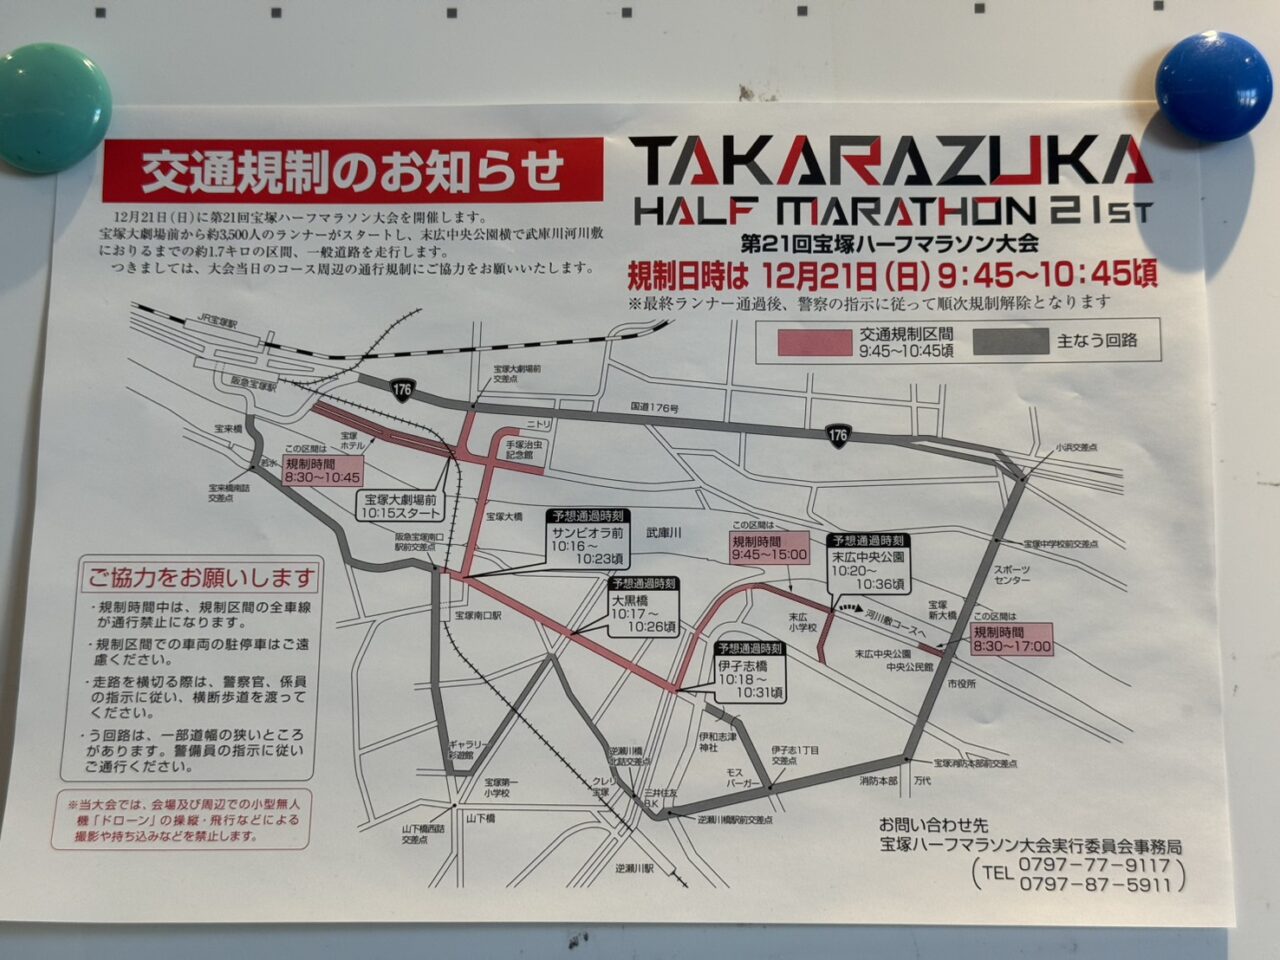 交通規制のお知らせ
12月21日(日)に第21回宝塚ハーフマラソン大会を開催します。
宝塚大劇場前から約3,500人のランナーがスタートし、末広中央公園横で武庫川河川敷
におりるまでの約1.7キロの区間、一般道路を走行します。
つきましては、大会当日のコース周辺の通行規制にご協力をお願いいたします。
TAKARAZUKA
HALF MARATHON 21ST
第21回宝塚ハーフマラソン大会
規制日時は 12月21日(日)9:45〜10:45頃
※最終ランナー通過後、警察の指示に従って順次規制解除となります
交通規制区間
9:45〜10:45頃
主なう回路
JR宝塚駅
阪急宝塚駅
176
宝塚大劇場前
交差点
国道176号
176
小浜交差点
宝来橋
若水
宝来橋南詰
交差点
宝塚
ホテル
この区間は
規制時間
8:30〜10:45
ニトリ
手塚治虫
記念館
宝塚大劇場前
10:15スタート
宝塚大橋
阪急宝塚南口
駅前交差点
予想通過時刻
サンビオラ前
10:16〜
10:23頃
武庫川
この区間は
規制時間
9:45〜15:00
予想通過時刻
末広中央公園
10:20〜
10:36頃
宝塚中学校前交差点
スポーツ
センター
宝塚
新大橋
この区間は
規制時間
8:30〜17:00
予想通過時刻
大黒橋
10:17〜
10:26頃
宝塚南口駅
末広
小学校
河川敷コースへ
末広中央公園
中央公民館
市役所
予想通過時刻
伊孑志橋
10:18〜
10:31頃
伊和志津
神社
伊孑志1丁目
交差点
モス
バーガー
消防本部
万代
宝塚消防本部前交差点
ギャラリー
彩遊館
宝塚第一
小学校
山下橋西詰
交差点
山下橋
逆瀬川橋
北詰交差点
クレリ
宝塚
三井住友
B.K
逆瀬川橋駅前交差点
逆瀬川駅
ご協力をお願いします
・規制時間中は、規制区間の全車線
が通行禁止になります。
・規制区間での車両の駐停車はご遠
慮ください。
・走路を横切る際は、警察官、係員
の指示に従い、横断歩道を渡って
ください。
・う回路は、一部道幅の狭いところ
があります。警備員の指示に従い
ご通行ください。
※当大会では、会場及び周辺での小型無人
機「ドローン」の操縦・飛行などによる
撮影や持ち込みなどを禁止します。
お問い合わせ先
宝塚ハーフマラソン大会実行委員会事務局
(TEL 0797-77-9117
0797-87-5911)